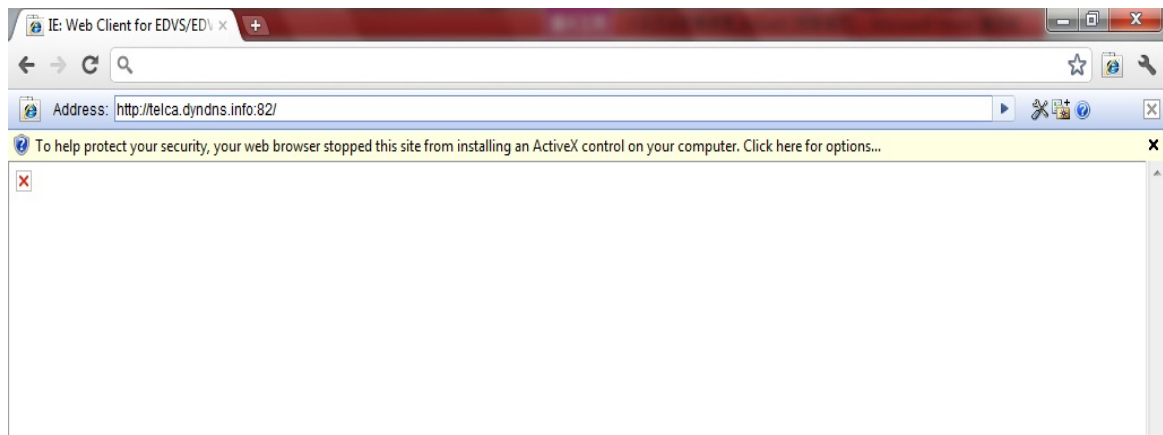 IE: Web Client for EDVS/EDV
Address: http://telca.dyndns.info:82/
To help protect your security, your web browser stopped this site from installing an ActiveX control on your computer. Click here for options...